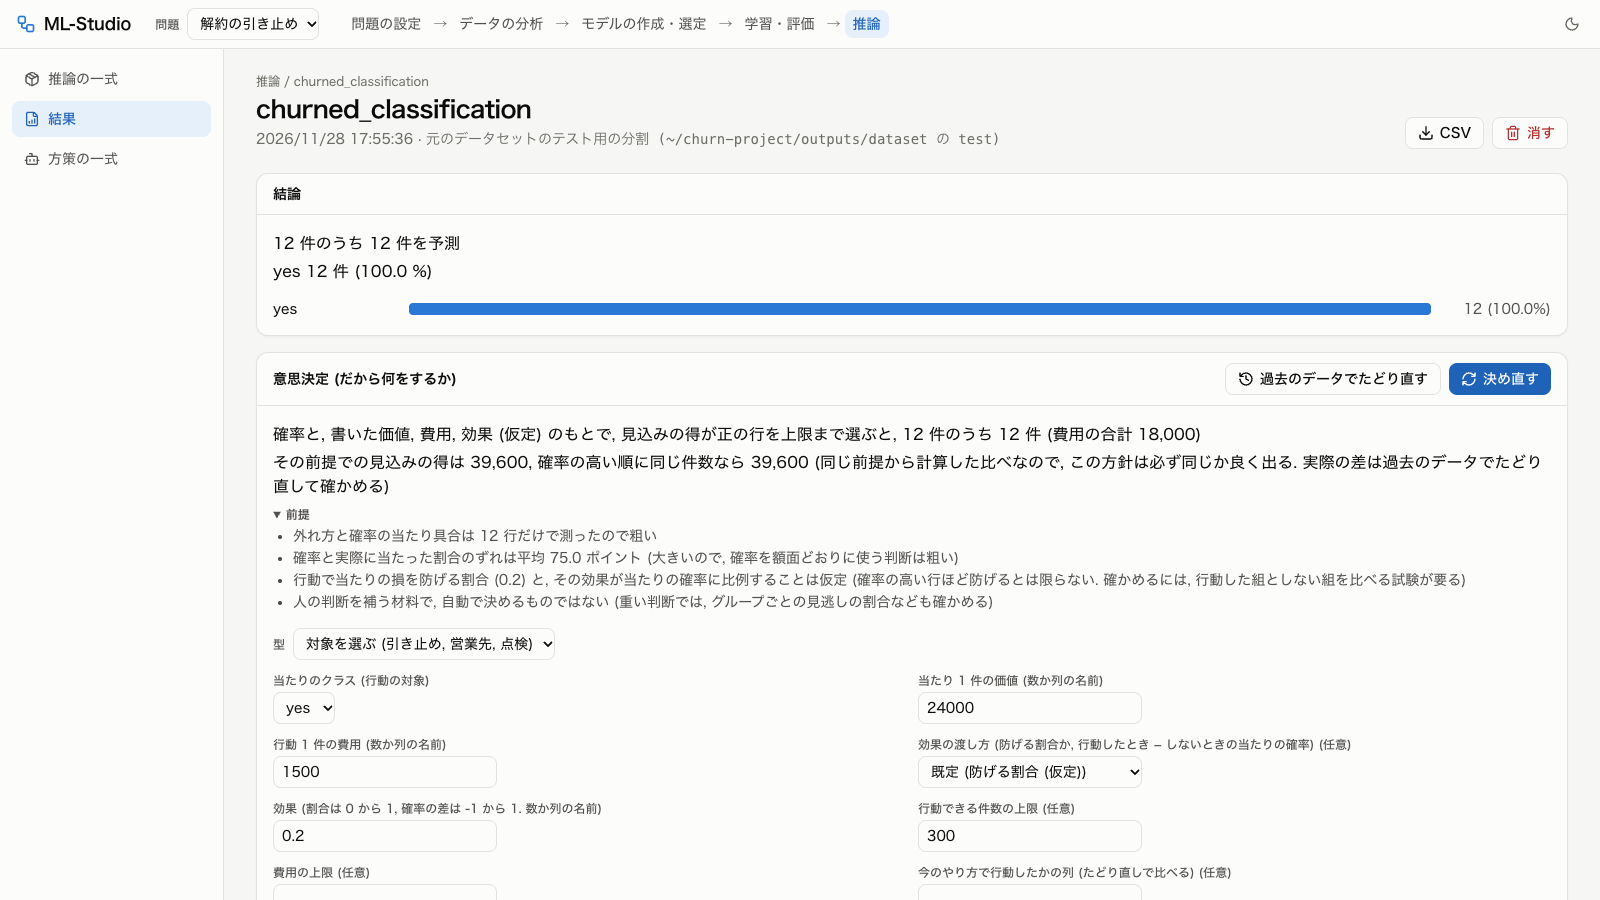 ML-Studio
問題
解約の引き止め
問題の設定 → データの分析 → モデルの作成・選定 → 学習・評価 → 推論
推論の一式
結果
方策の一式
推論 / churned_classification
churned_classification
2026/11/28 17:55:36 · 元のデータセットのテスト用の分割 (~/churn-project/outputs/dataset の test)
CSV
消す
結論
12 件のうち 12 件を予測
yes 12 件 (100.0 %)
yes 12 (100.0%)
意思決定 (だから何をするか)
過去のデータでたどり直す
決め直す
確率と, 書いた価値, 費用, 効果 (仮定) のもとで, 見込みの得が正の行を上限まで選ぶと, 12 件のうち 12 件 (費用の合計 18,000)
その前提での見込みの得は 39,600, 確率の高い順に同じ件数なら 39,600 (同じ前提から計算した比べなので, この方針は必ず同じか良く出る. 実際の差は過去のデータでたどり
直して確かめる)
▼ 前提
• 外れ方と確率の当たり具合は 12 行だけで測ったので粗い
• 確率と実際に当たった割合のずれは平均 75.0 ポイント (大きいので, 確率を額面どおりに使う判断は粗い)
• 行動で当たりの損を防げる割合 (0.2) と, その効果が当たりの確率に比例することは仮定 (確率の高い行ほど防げるとは限らない. 確かめるには, 行動した組としない組を比べる試験が要る)
• 人の判断を補う材料で, 自動で決めるものではない (重い判断では, グループごとの見逃しの割合なども確かめる)
型
対象を選ぶ (引き止め, 営業先, 点検)
当たりのクラス (行動の対象)
yes
当たり 1 件の価値 (数か列の名前)
24000
行動 1 件の費用 (数か列の名前)
1500
効果の渡し方 (防げる割合か, 行動したとき − しないときの当たりの確率) (任意)
既定 (防げる割合 (仮定))
効果 (割合は 0 から 1, 確率の差は -1 から 1. 数か列の名前)
0.2
行動できる件数の上限 (任意)
300
費用の上限 (任意)
今のやり方で行動したかの列 (たどり直しで比べる) (任意)